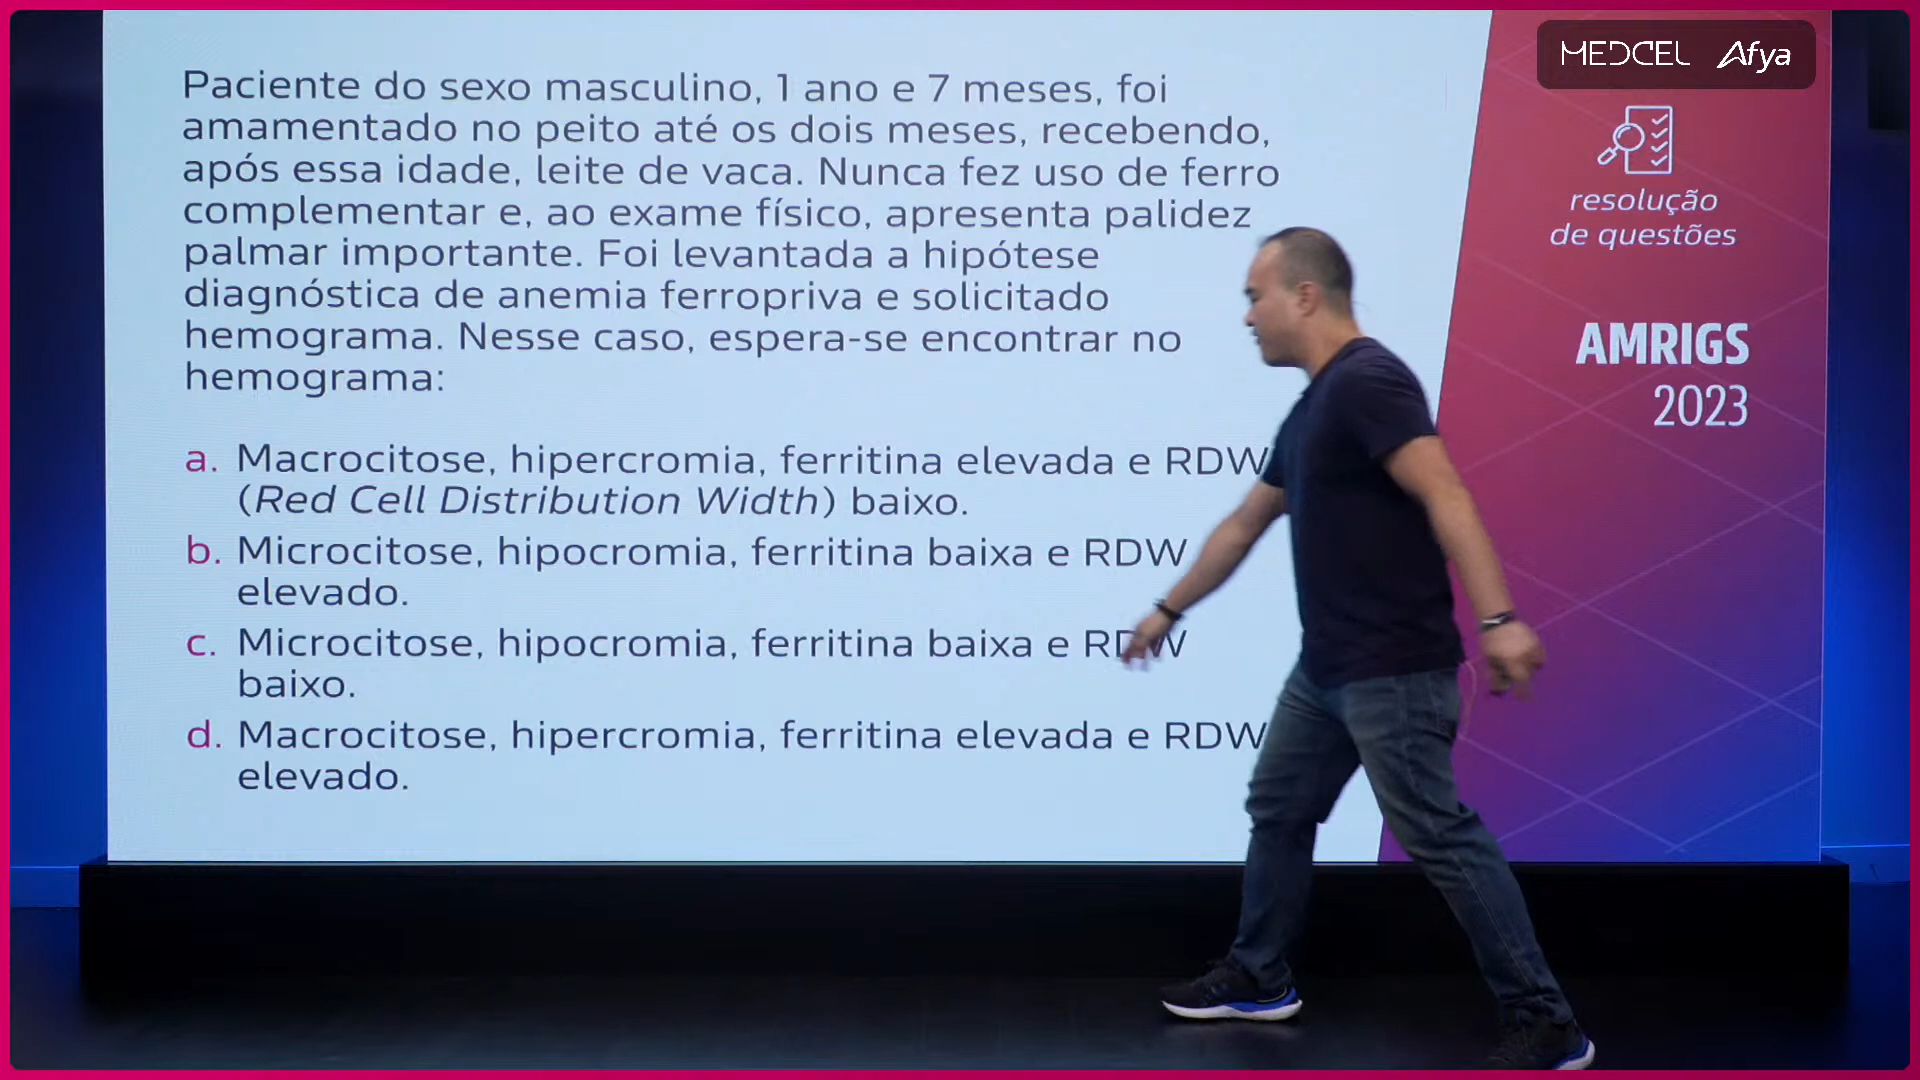 MEDCEL Afya
Paciente do sexo masculino, 1 ano e 7 meses, foi
amamentado no peito até os dois meses, recebendo,
após essa idade, leite de vaca. Nunca fez uso de ferro
complementar e, ao exame físico, apresenta palidez
palmar importante. Foi levantada a hipótese
diagnóstica de anemia ferropriva e solicitado
hemograma. Nesse caso, espera-se encontrar no
hemograma:
a. Macrocitose, hipercromia, ferritina elevada e RDW
(Red Cell Distribution Width) baixo.
b. Microcitose, hipocromia, ferritina baixa e RDW
elevado.
c. Microcitose, hipocromia, ferritina baixa e RDW
baixo.
d. Macrocitose, hipercromia, ferritina elevada e RDW
elevado.
resolução
de questões
AMRIGS
2023